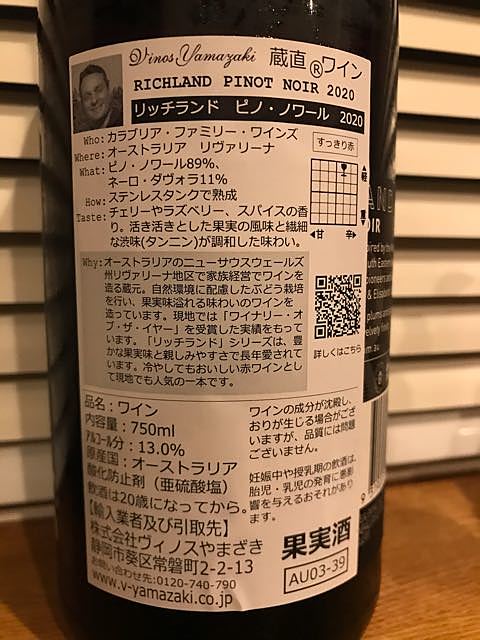 Vinos Yamazaki 蔵直®ワイン
RICHLAND PINOT NOIR 2020
リッチランド ピノ・ノワール 2020
Who: カラブリア・ファミリー・ワインズ
Where: オーストラリア リヴァリーナ
What: ピノ・ノワール89%、
ネーロ・ダヴォラ11%
How: ステンレスタンクで熟成
Taste: チェリーやラズベリー、スパイスの香
り。活き活きとした果実の風味と繊細
な渋味(タンニン)が調和した味わい。
すっきり赤
▲軽
重▼
◀甘 辛▶
Why: オーストラリアのニューサウスウェールズ
州リヴァリーナ地区で家族経営でワインを
造る蔵元。自然環境に配慮したぶどう栽培
を行い、果実味溢れる味わいのワインを
造っています。現地では「ワイナリー・オ
ブ・ザ・イヤー」を受賞した実績をもって
います。「リッチランド」シリーズは、豊
かな果実味と親しみやすさで長年愛されて
います。冷やしてもおいしい赤ワインとし
て現地でも人気の一本です。
詳しくはこちら
品名：ワイン
内容量：750ml
アルコール分：13.0%
原産国：オーストラリア
酸化防止剤（亜硫酸塩）
飲酒は20歳になってから。
【輸入業者及び引取先】
株式会社ヴィノスやまざき
静岡市葵区常磐町2-2-13
お問い合わせ先:0120-740-790
www.v-yamazaki.co.jp
ワインの成分が沈殿し、
おりが生じる場合がござ
いますが、品質には問題
ございません。
妊娠中や授乳期の飲酒は、
胎児・乳児の発育に悪影
響を与えるおそれがあり
ます。
果実酒
AU03-39
AND
OIR
pired by the
uth Eastern
pioneers and
& Elisabet
plums and
elvety finis
m.au